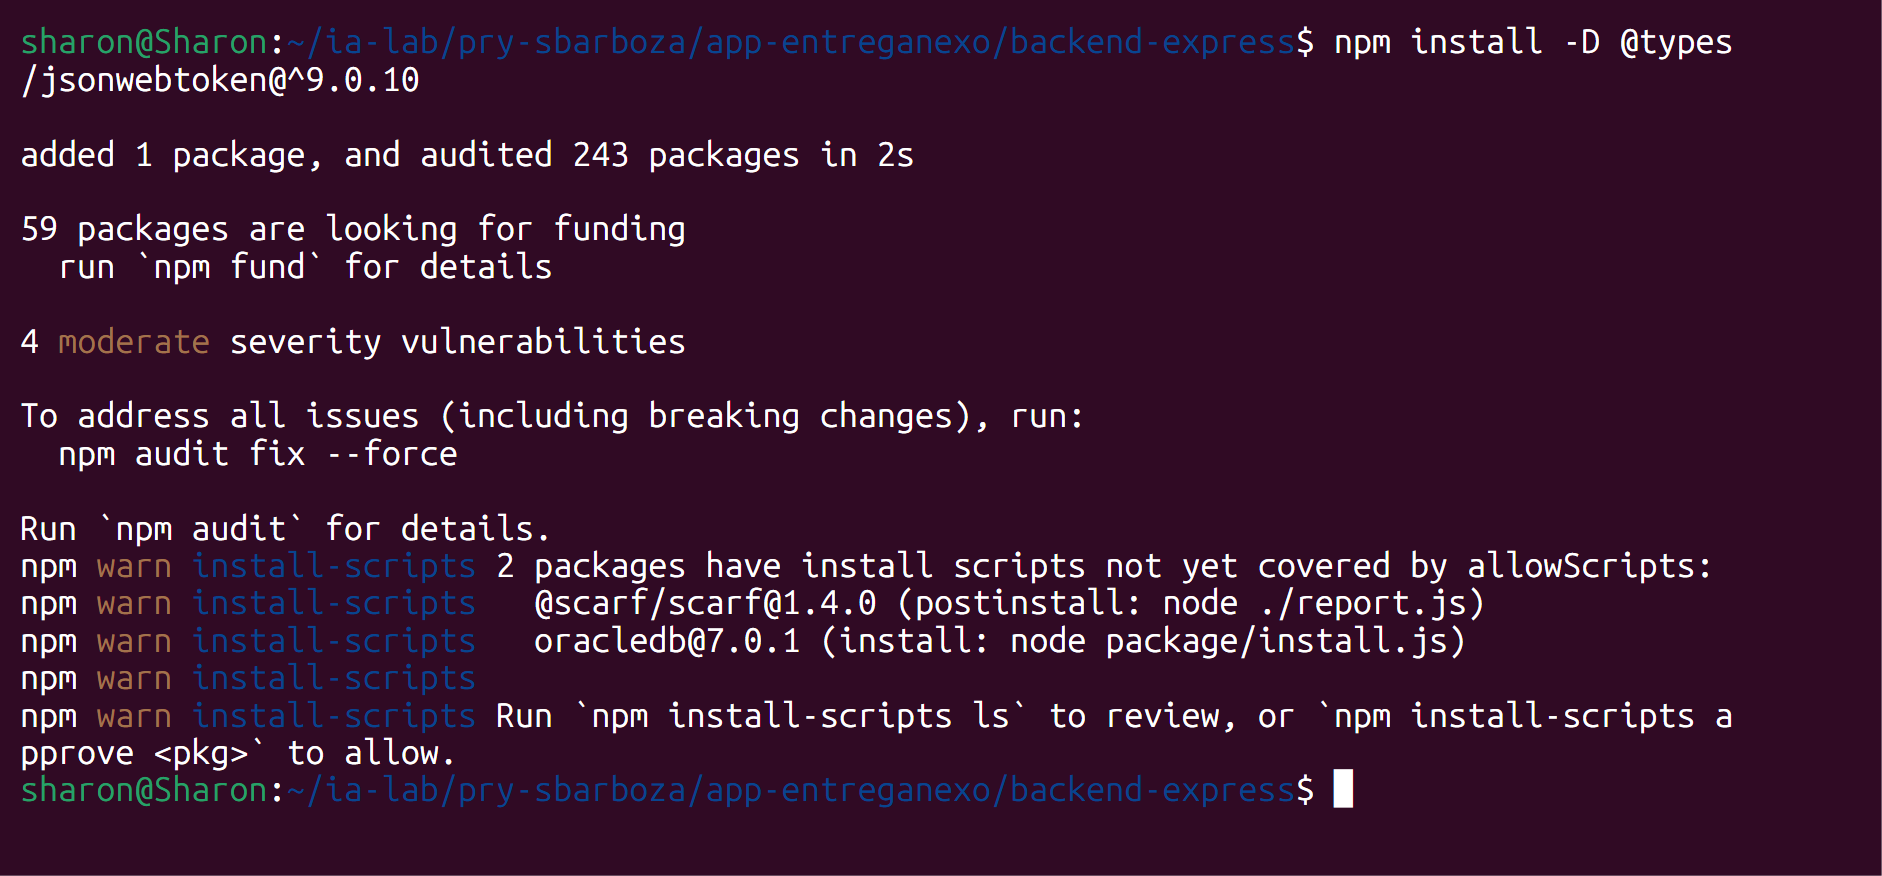 sharon@Sharon:~/ia-lab/pry-sbarboza/app-entreganexo/backend-express$ npm install -D @types
/jsonwebtoken@^9.0.10
added 1 package, and audited 243 packages in 2s
59 packages are looking for funding
  run `npm fund` for details
4 moderate severity vulnerabilities
To address all issues (including breaking changes), run:
  npm audit fix --force
Run `npm audit` for details.
npm warn install-scripts 2 packages have install scripts not yet covered by allowScripts:
npm warn install-scripts   @scarf/scarf@1.4.0 (postinstall: node ./report.js)
npm warn install-scripts   oracledb@7.0.1 (install: node package/install.js)
npm warn install-scripts
npm warn install-scripts Run `npm install-scripts ls` to review, or `npm install-scripts a
pprove <pkg>` to allow.
sharon@Sharon:~/ia-lab/pry-sbarboza/app-entreganexo/backend-express$